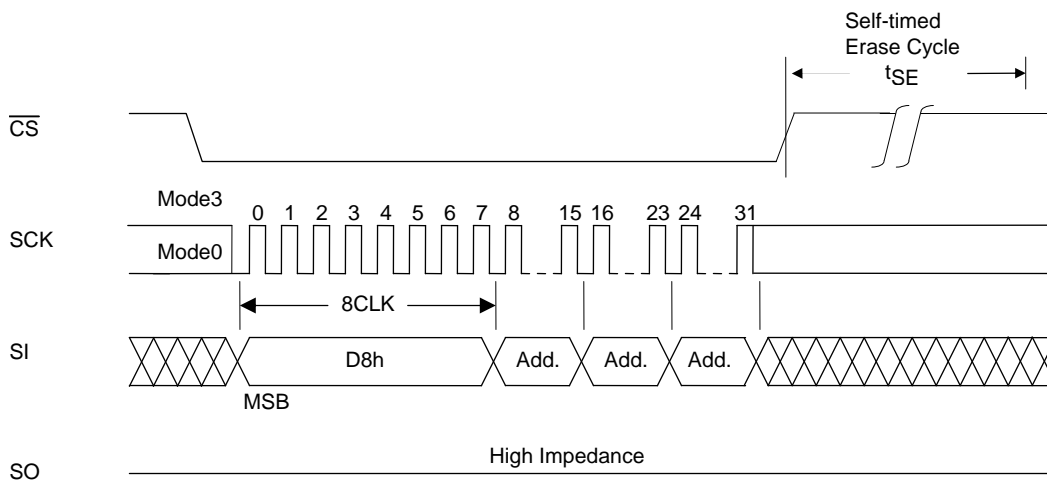 Self-timed
Erase Cycle
tSE
CS
Mode3
0 1 2 3 4 5 6 7 8 15 16 23 24 31
SCK
Mode0
8CLK
SI
D8h Add. Add. Add.
MSB
High Impedance
SO